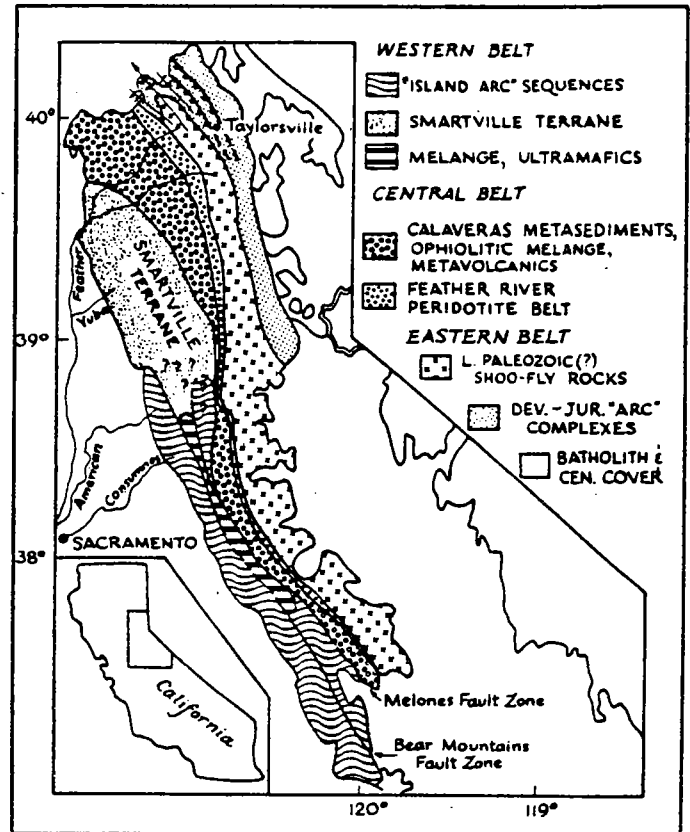 WESTERN BELT
"ISLAND ARC" SEQUENCES
SMARTVILLE TERRANE
MELANGE, ULTRAMAFICS
CENTRAL BELT
CALAVERAS METASEDIMENTS,
OPHIOLITIC MELANGE,
METAVOLCANICS
FEATHER RIVER
PERIDOTITE BELT
EASTERN BELT
L. PALEOZOIC (?)
SHOO-FLY ROCKS
DEV.-JUR. "ARC"
COMPLEXES
BATHOLITH &
CEN. COVER
40°
Taylorsville
Feather
SMARTVILLE
TERRANE
Yuba
39°
? ? ?
? ?
American
Cosumnes
SACRAMENTO
38°
California
Melones Fault Zone
Bear Mountains
Fault Zone
120°
119°